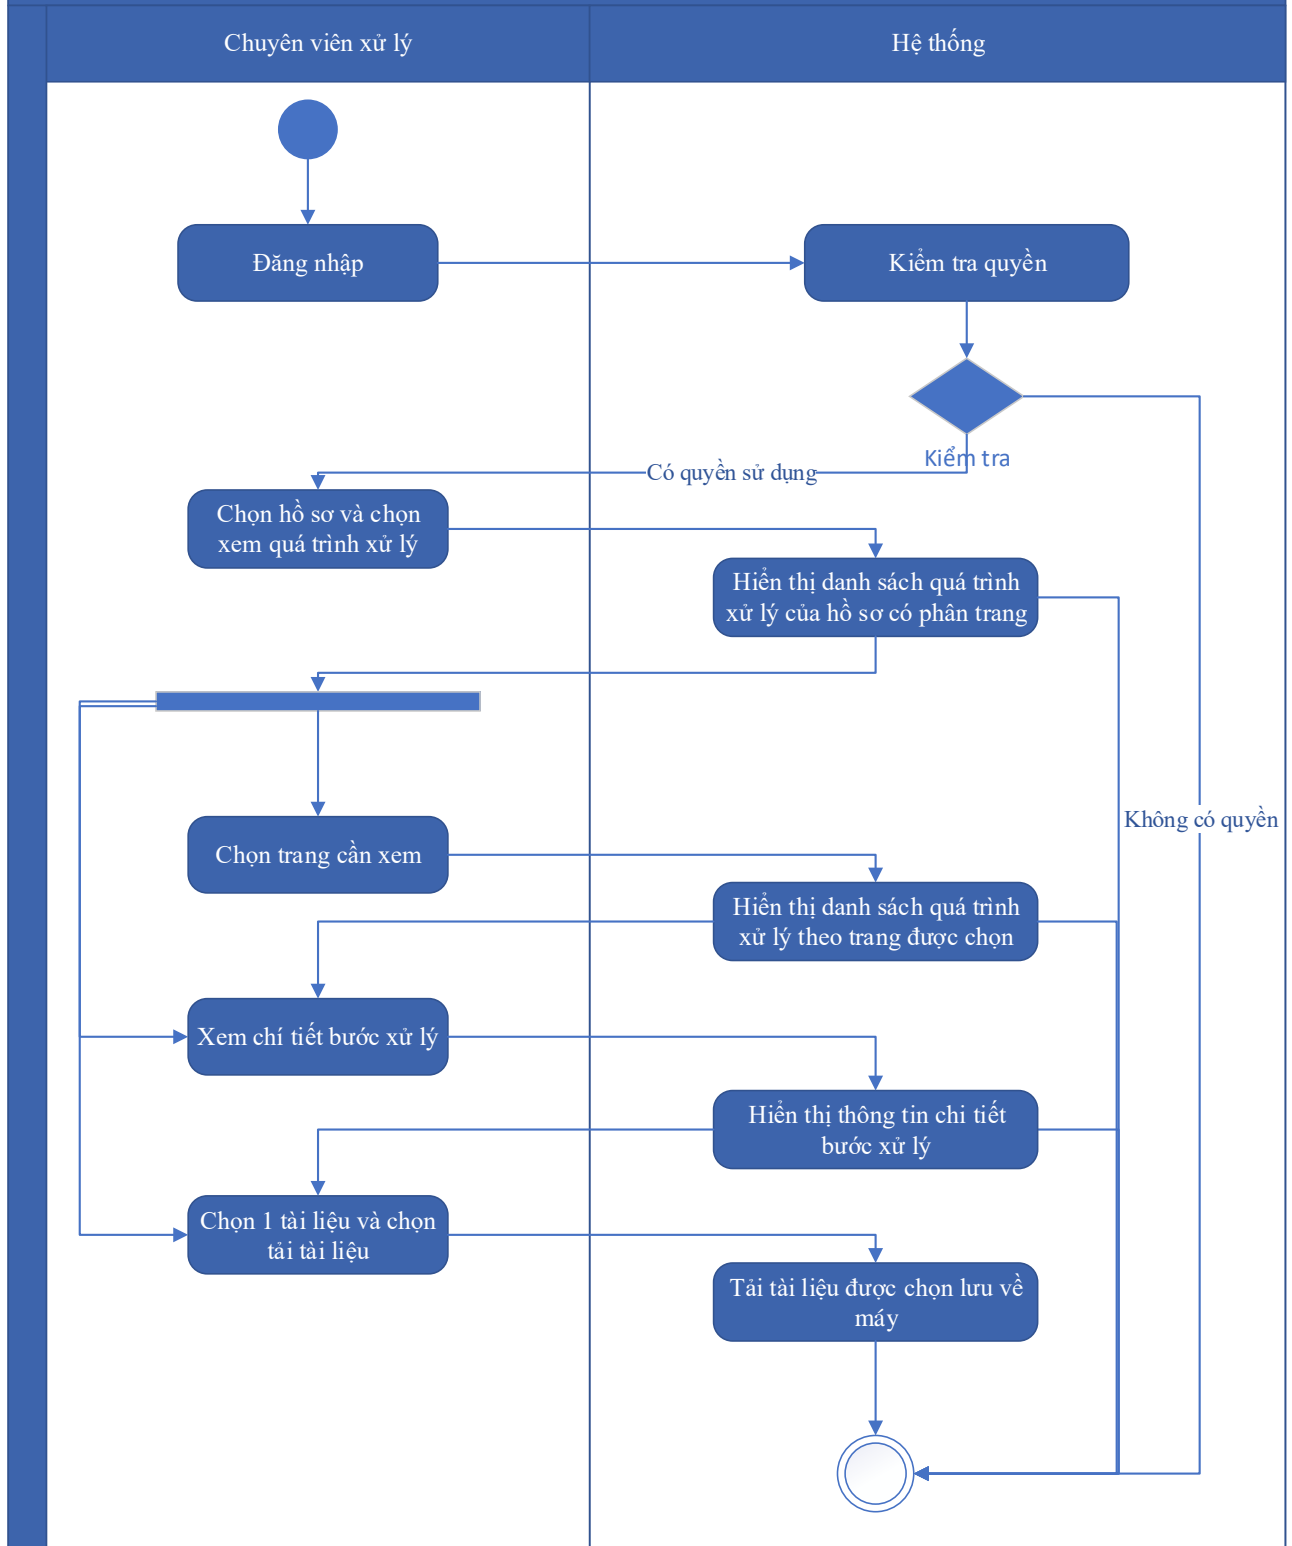 Chuyên viên xử lý
Hệ thống
Đăng nhập
Kiểm tra quyền
Kiểm tra
Có quyền sử dụng
Chọn hồ sơ và chọn
xem quá trình xử lý
Hiển thị danh sách quá trình
xử lý của hồ sơ có phân trang
Không có quyền
Chọn trang cần xem
Hiển thị danh sách quá trình
xử lý theo trang được chọn
Xem chí tiết bước xử lý
Hiển thị thông tin chi tiết
bước xử lý
Chọn 1 tài liệu và chọn
tải tài liệu
Tải tài liệu được chọn lưu về
máy